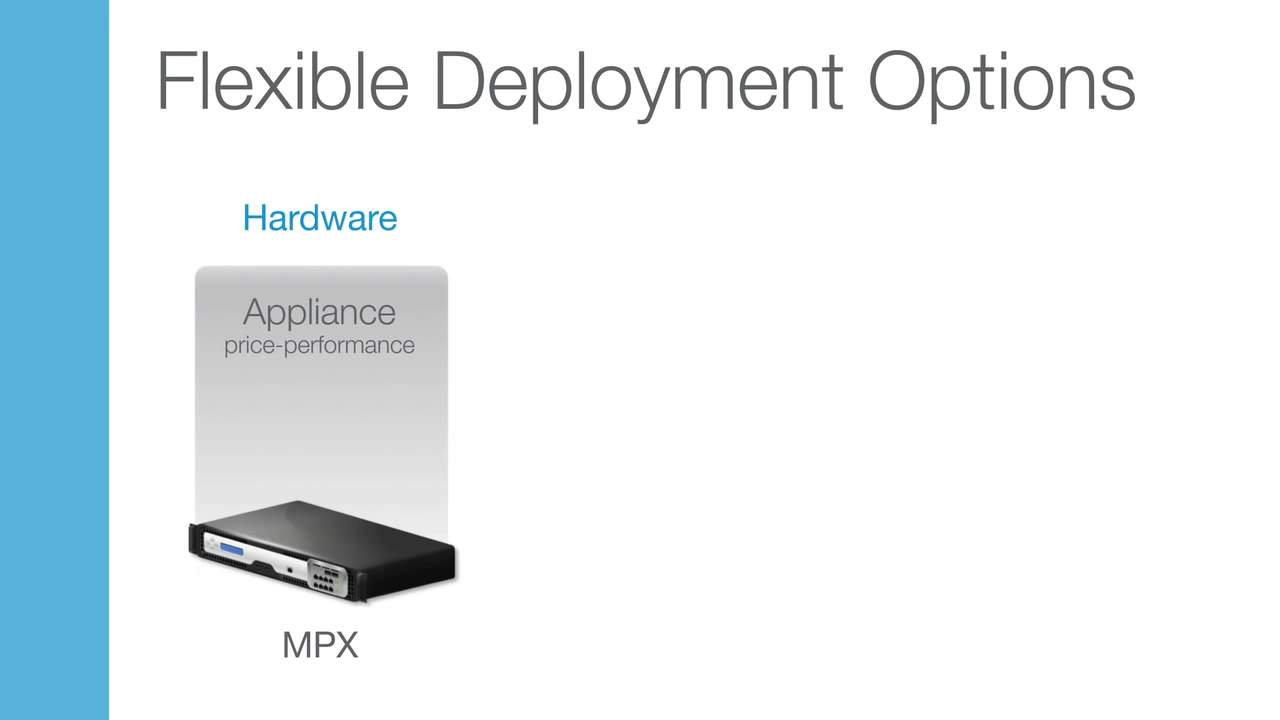 Flexible Deployment Options
Hardware
Appliance
price-performance
MPX